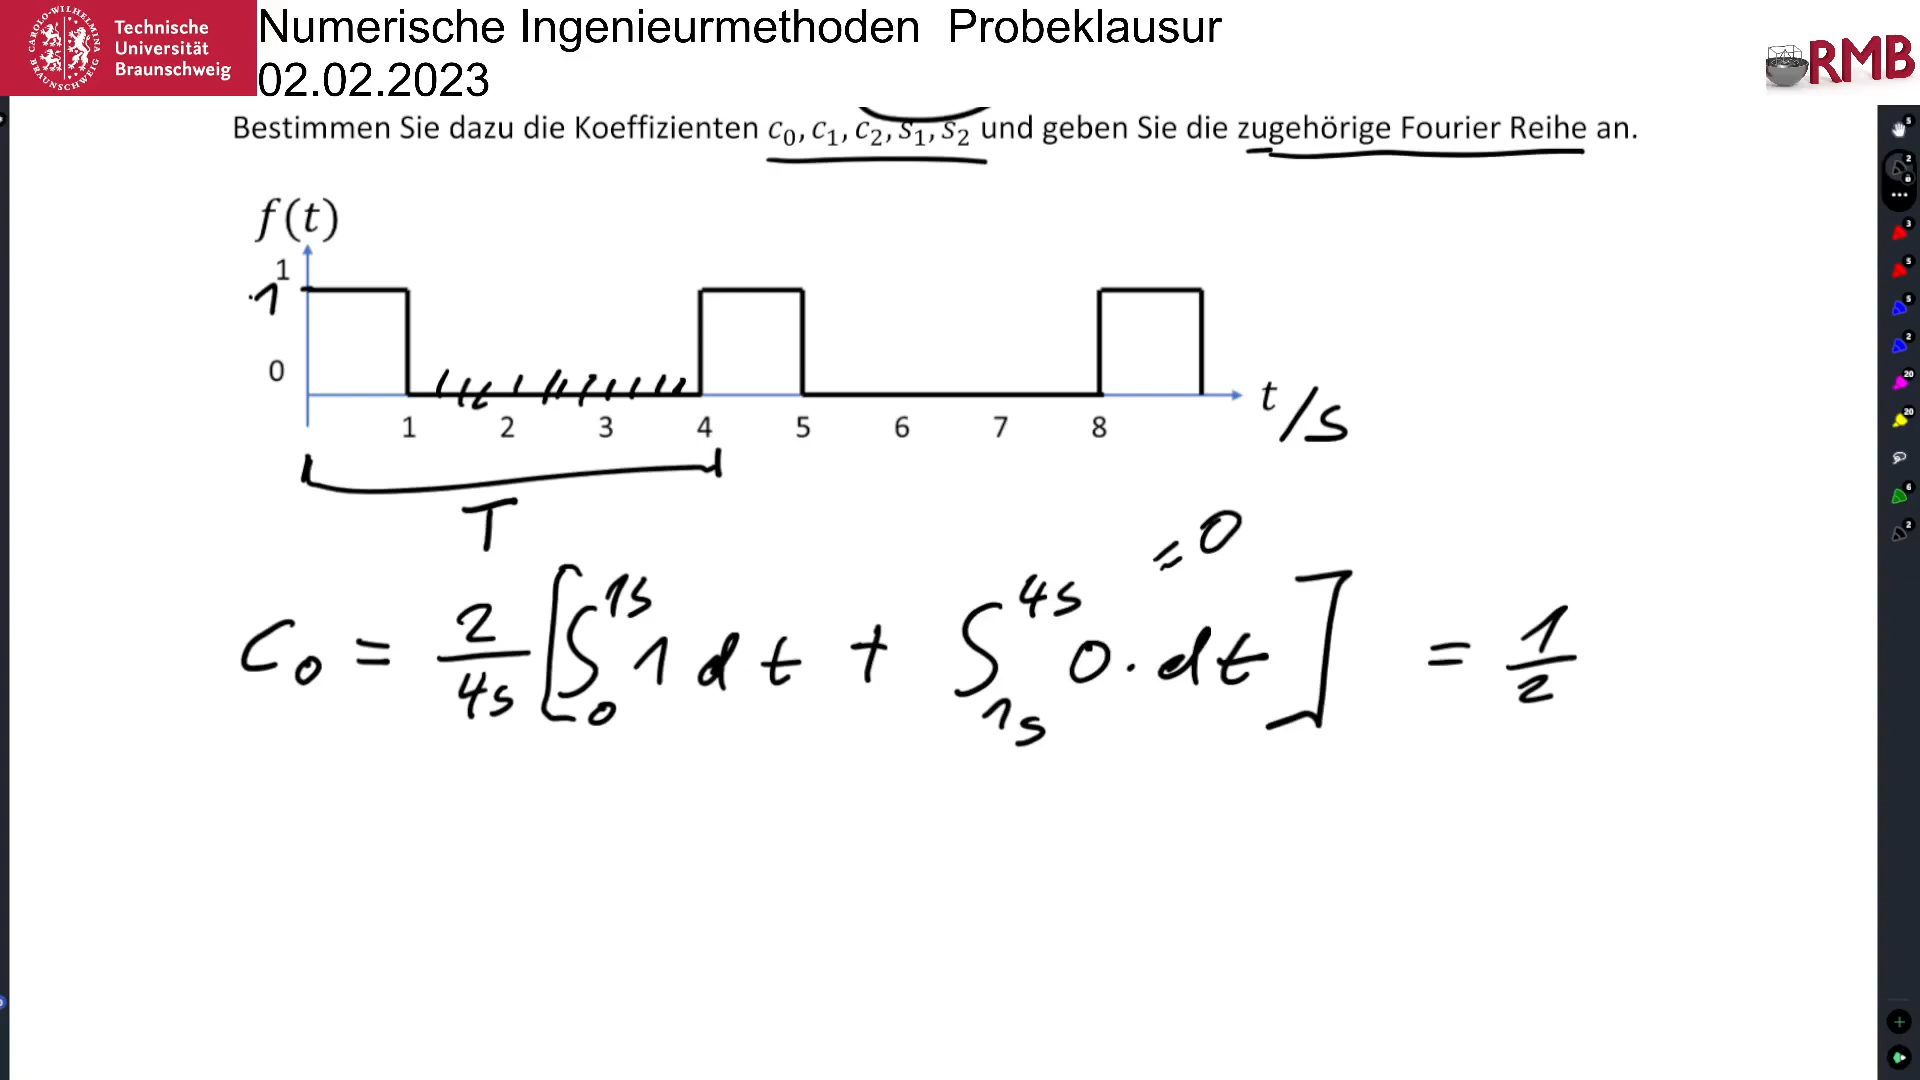 Technische
Universität
Braunschweig
Numerische Ingenieurmethoden Probeklausur
02.02.2023
RMB
Bestimmen Sie dazu die Koeffizienten c₀, c₁, c₂, s₁, s₂ und geben Sie die zugehörige Fourier Reihe an.
f(t)
1
1
0
t /s
1 2 3 4 5 6 7 8
T
c₀ = 2/4s [∫₀^1s 1 dt + ∫_1s^4s 0·dt] = 1/2
=0